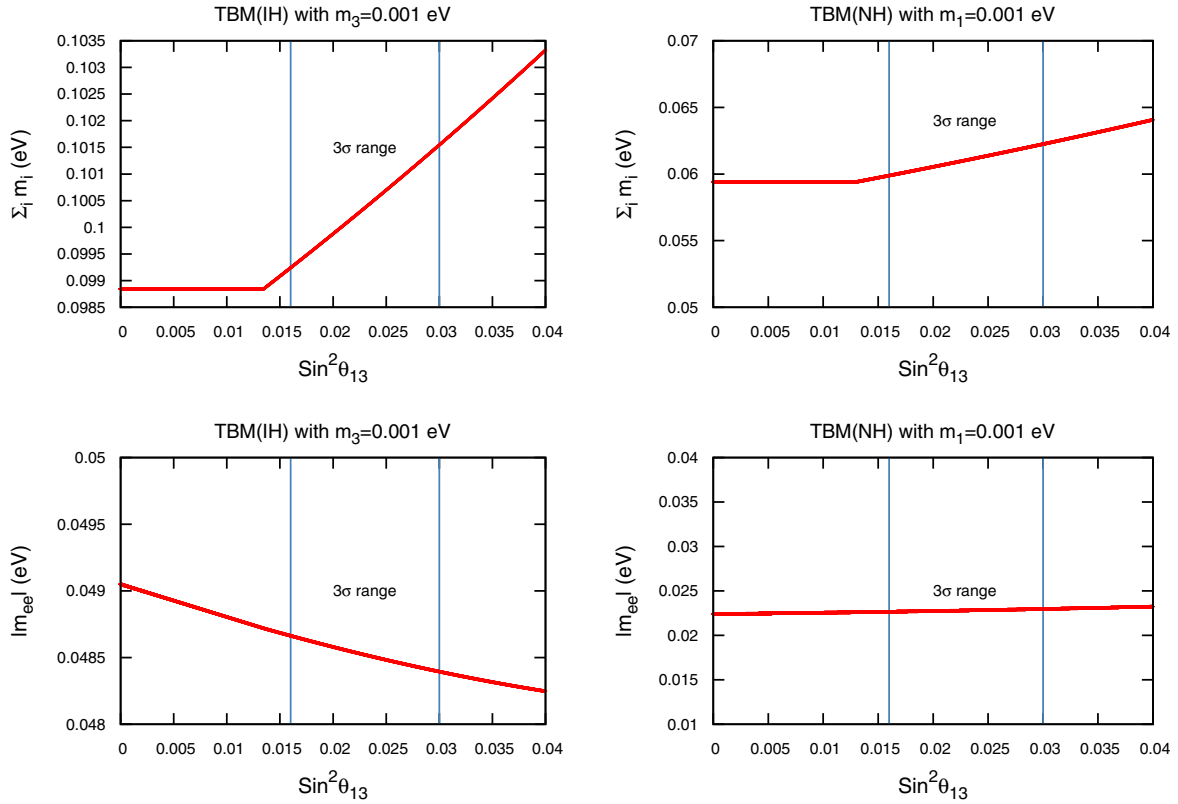 TBM(IH) with m3=0.001 eV
0.1035
0.103
0.1025
0.102
0.1015
0.101
0.1005
0.1
0.0995
0.099
0.0985
Σi mi (eV)
3σ range
0 0.005 0.01 0.015 0.02 0.025 0.03 0.035 0.04
Sin2θ13
TBM(NH) with m1=0.001 eV
0.07
0.065
0.06
0.055
0.05
Σi mi (eV)
3σ range
0 0.005 0.01 0.015 0.02 0.025 0.03 0.035 0.04
Sin2θ13
TBM(IH) with m3=0.001 eV
0.05
0.0495
0.049
0.0485
0.048
|mee| (eV)
3σ range
0 0.005 0.01 0.015 0.02 0.025 0.03 0.035 0.04
Sin2θ13
TBM(NH) with m1=0.001 eV
0.04
0.035
0.03
0.025
0.02
0.015
0.01
|mee| (eV)
3σ range
0 0.005 0.01 0.015 0.02 0.025 0.03 0.035 0.04
Sin2θ13